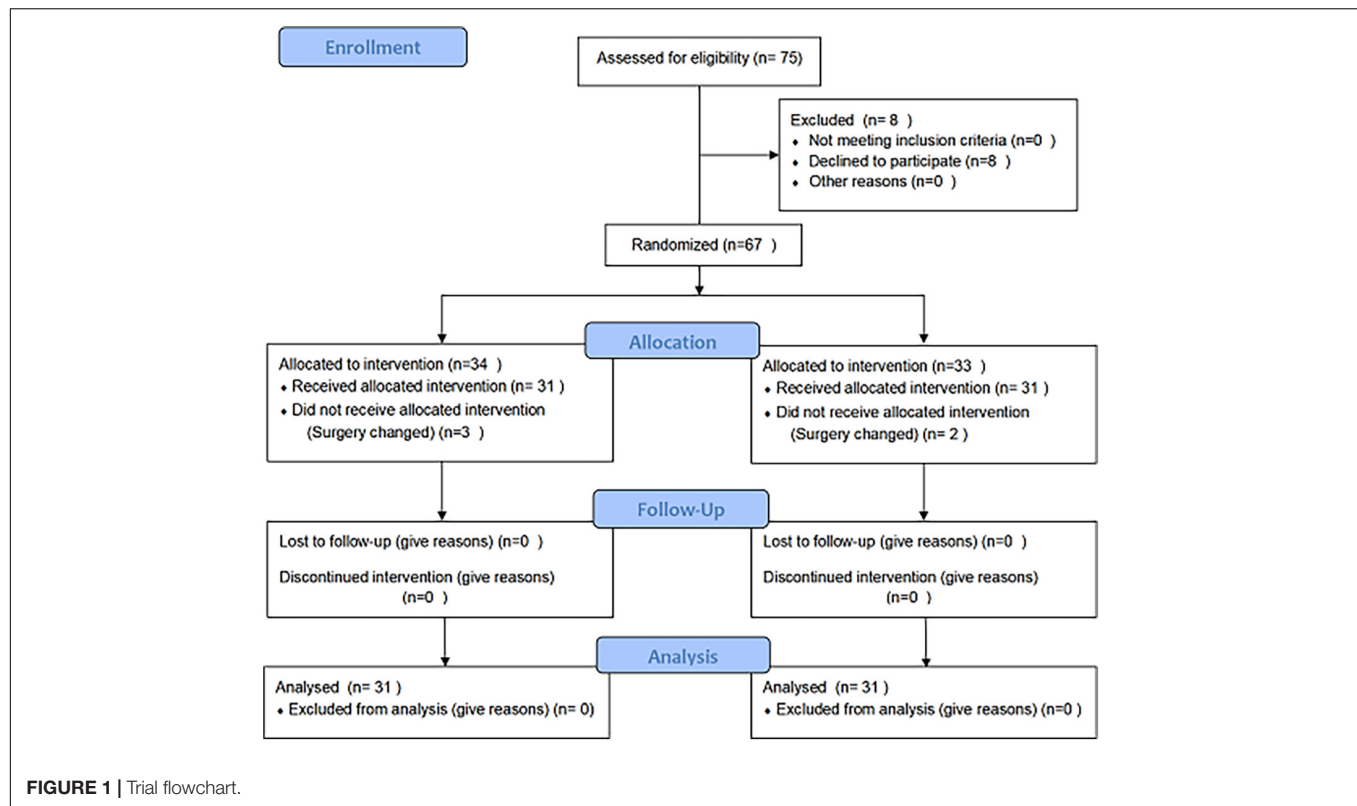 Enrollment
Assessed for eligibility (n= 75)
Excluded (n= 8 )
♦ Not meeting inclusion criteria (n=0 )
♦ Declined to participate (n=8 )
♦ Other reasons (n=0 )
Randomized (n=67 )
Allocation
Allocated to intervention (n=34 )
♦ Received allocated intervention (n= 31 )
♦ Did not receive allocated intervention
(Surgery changed) (n=3 )
Allocated to intervention (n=33 )
♦ Received allocated intervention (n= 31 )
♦ Did not receive allocated intervention
(Surgery changed) (n= 2 )
Follow-Up
Lost to follow-up (give reasons) (n=0 )
Discontinued intervention (give reasons)
(n=0 )
Lost to follow-up (give reasons) (n=0 )
Discontinued intervention (give reasons)
(n=0 )
Analysis
Analysed (n= 31 )
♦ Excluded from analysis (give reasons) (n= 0)
Analysed (n= 31 )
♦ Excluded from analysis (give reasons) (n=0 )
FIGURE 1 | Trial flowchart.